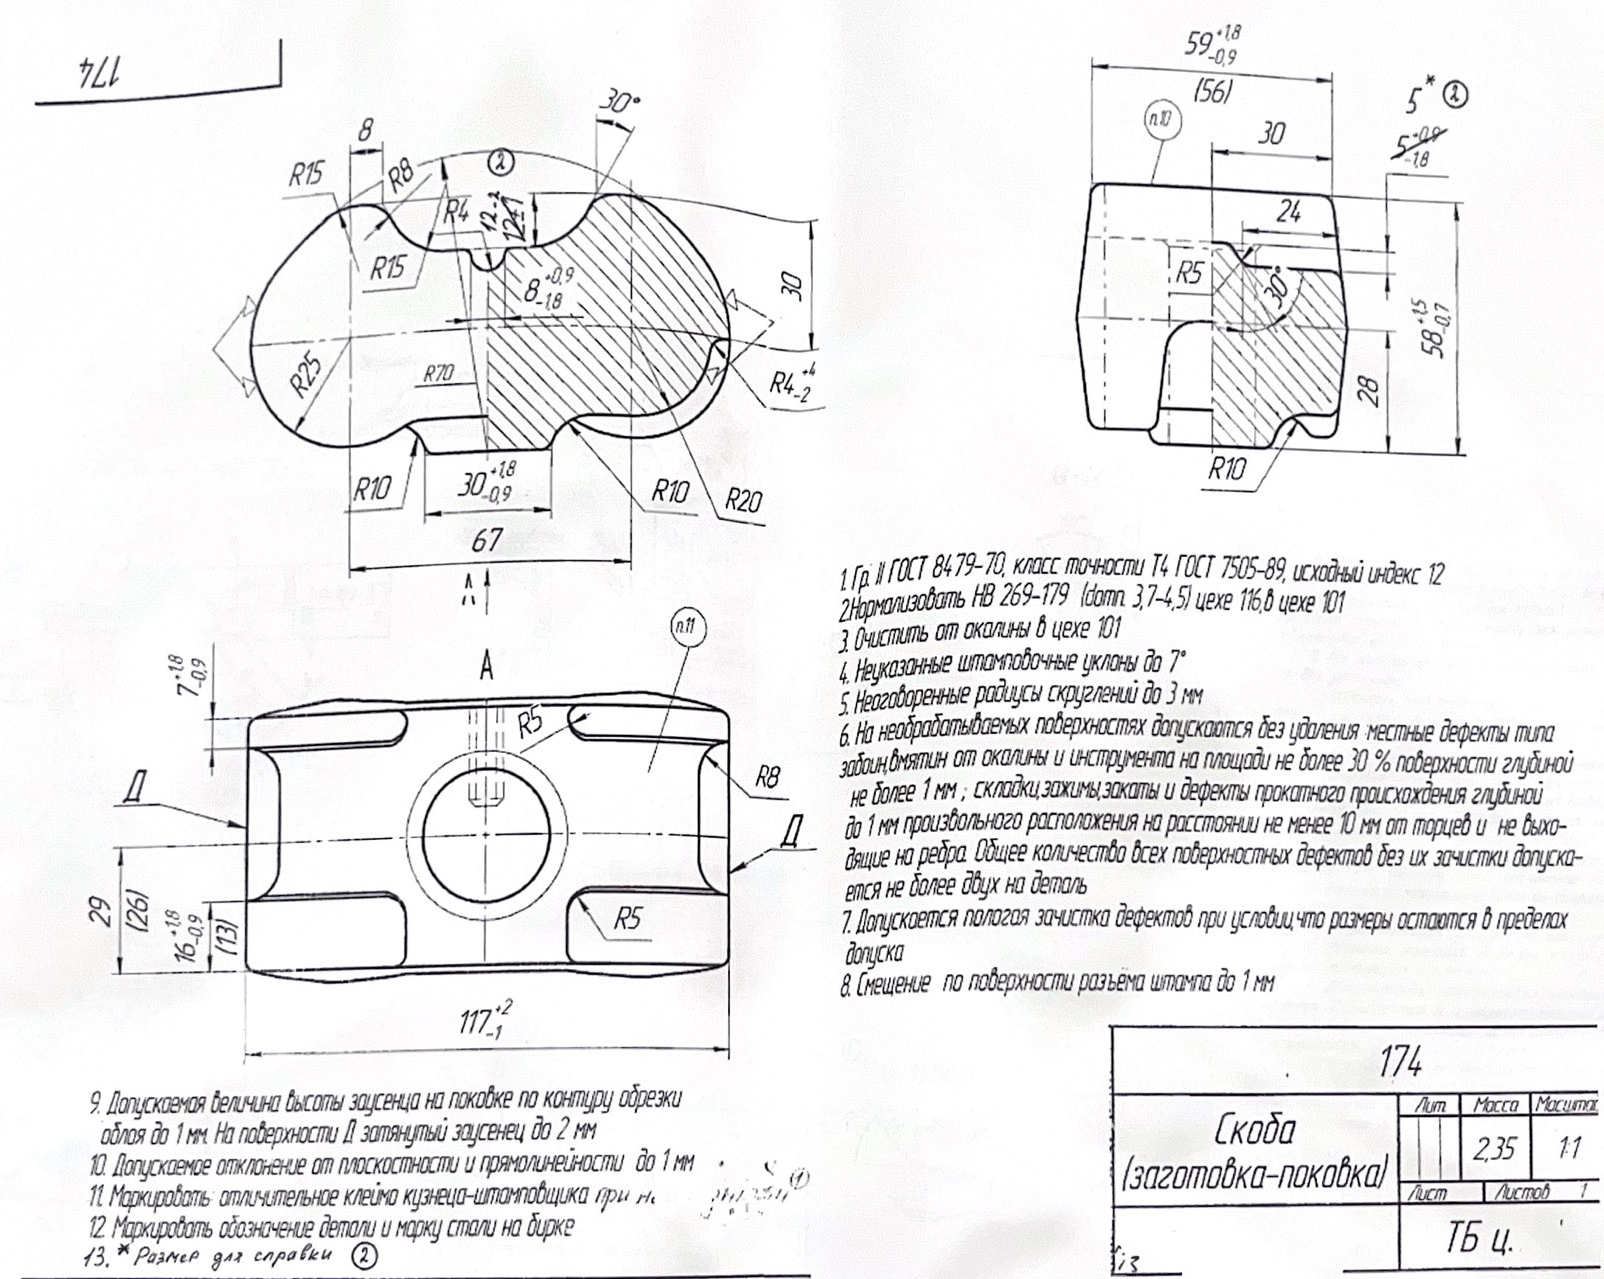 174
8
R15
R8
30°
2
R4
12-2
12±1
R15
8 +0,9 -1,8
30
R25
R70
R4 +4 -2
R10
30 +1,8 -0,9
R10
R20
67
А
59 +1,8 -0,9
(56)
5* 2
5 +0,9 -1,8
п.10
30
24
R5
30°
58 +1,5 -0,7
28
R10
А
п.11
7 +1,8 -0,9
R5
R8
Д
Д
29
(26)
16 +1,8 -0,9
(13)
R5
117 +2 -1
1. Гр. II ГОСТ 8479-70, класс точности Т4 ГОСТ 7505-89, исходный индекс 12
2.Нормализовать НВ 269-179 (dотп. 3,7-4,5) цехе 116,в цехе 101
3. Очистить от окалины в цехе 101
4. Неуказанные штамповочные уклоны до 7°
5. Неоговоренные радиусы скруглений до 3 мм
6. На необрабатываемых поверхностях допускаются без удаления местные дефекты типа
забоин,вмятин от окалины и инструмента на площади не более 30 % поверхности глубиной
не более 1 мм ; складки,зажимы,закаты и дефекты прокатного происхождения глубиной
до 1 мм произвольного расположения на расстоянии не менее 10 мм от торцев и не выхо-
дящие на ребра. Общее количество всех поверхностных дефектов без их зачистки допуска-
ется не более двух на деталь
7. Допускается пологая зачистка дефектов при условии,что размеры остаются в пределах
допуска
8. Смещение по поверхности разъёма штампа до 1 мм
9. Допускаемая величина высоты заусенца на поковке по контуру обрезки
облоя до 1 мм. На поверхности Д затянутый заусенец до 2 мм
10. Допускаемое отклонение от плоскостности и прямолинейности до 1 мм
11. Маркировать: отличительное клеймо кузнеца-штамповщика при 1
12. Маркировать обозначение детали и марку стали на бирке
13. * Размер для справки 2
174
Скоба
(заготовка-поковка)
Лит Масса Масштаб
2,35 1:1
Лист Листов 1
ТБ ц.